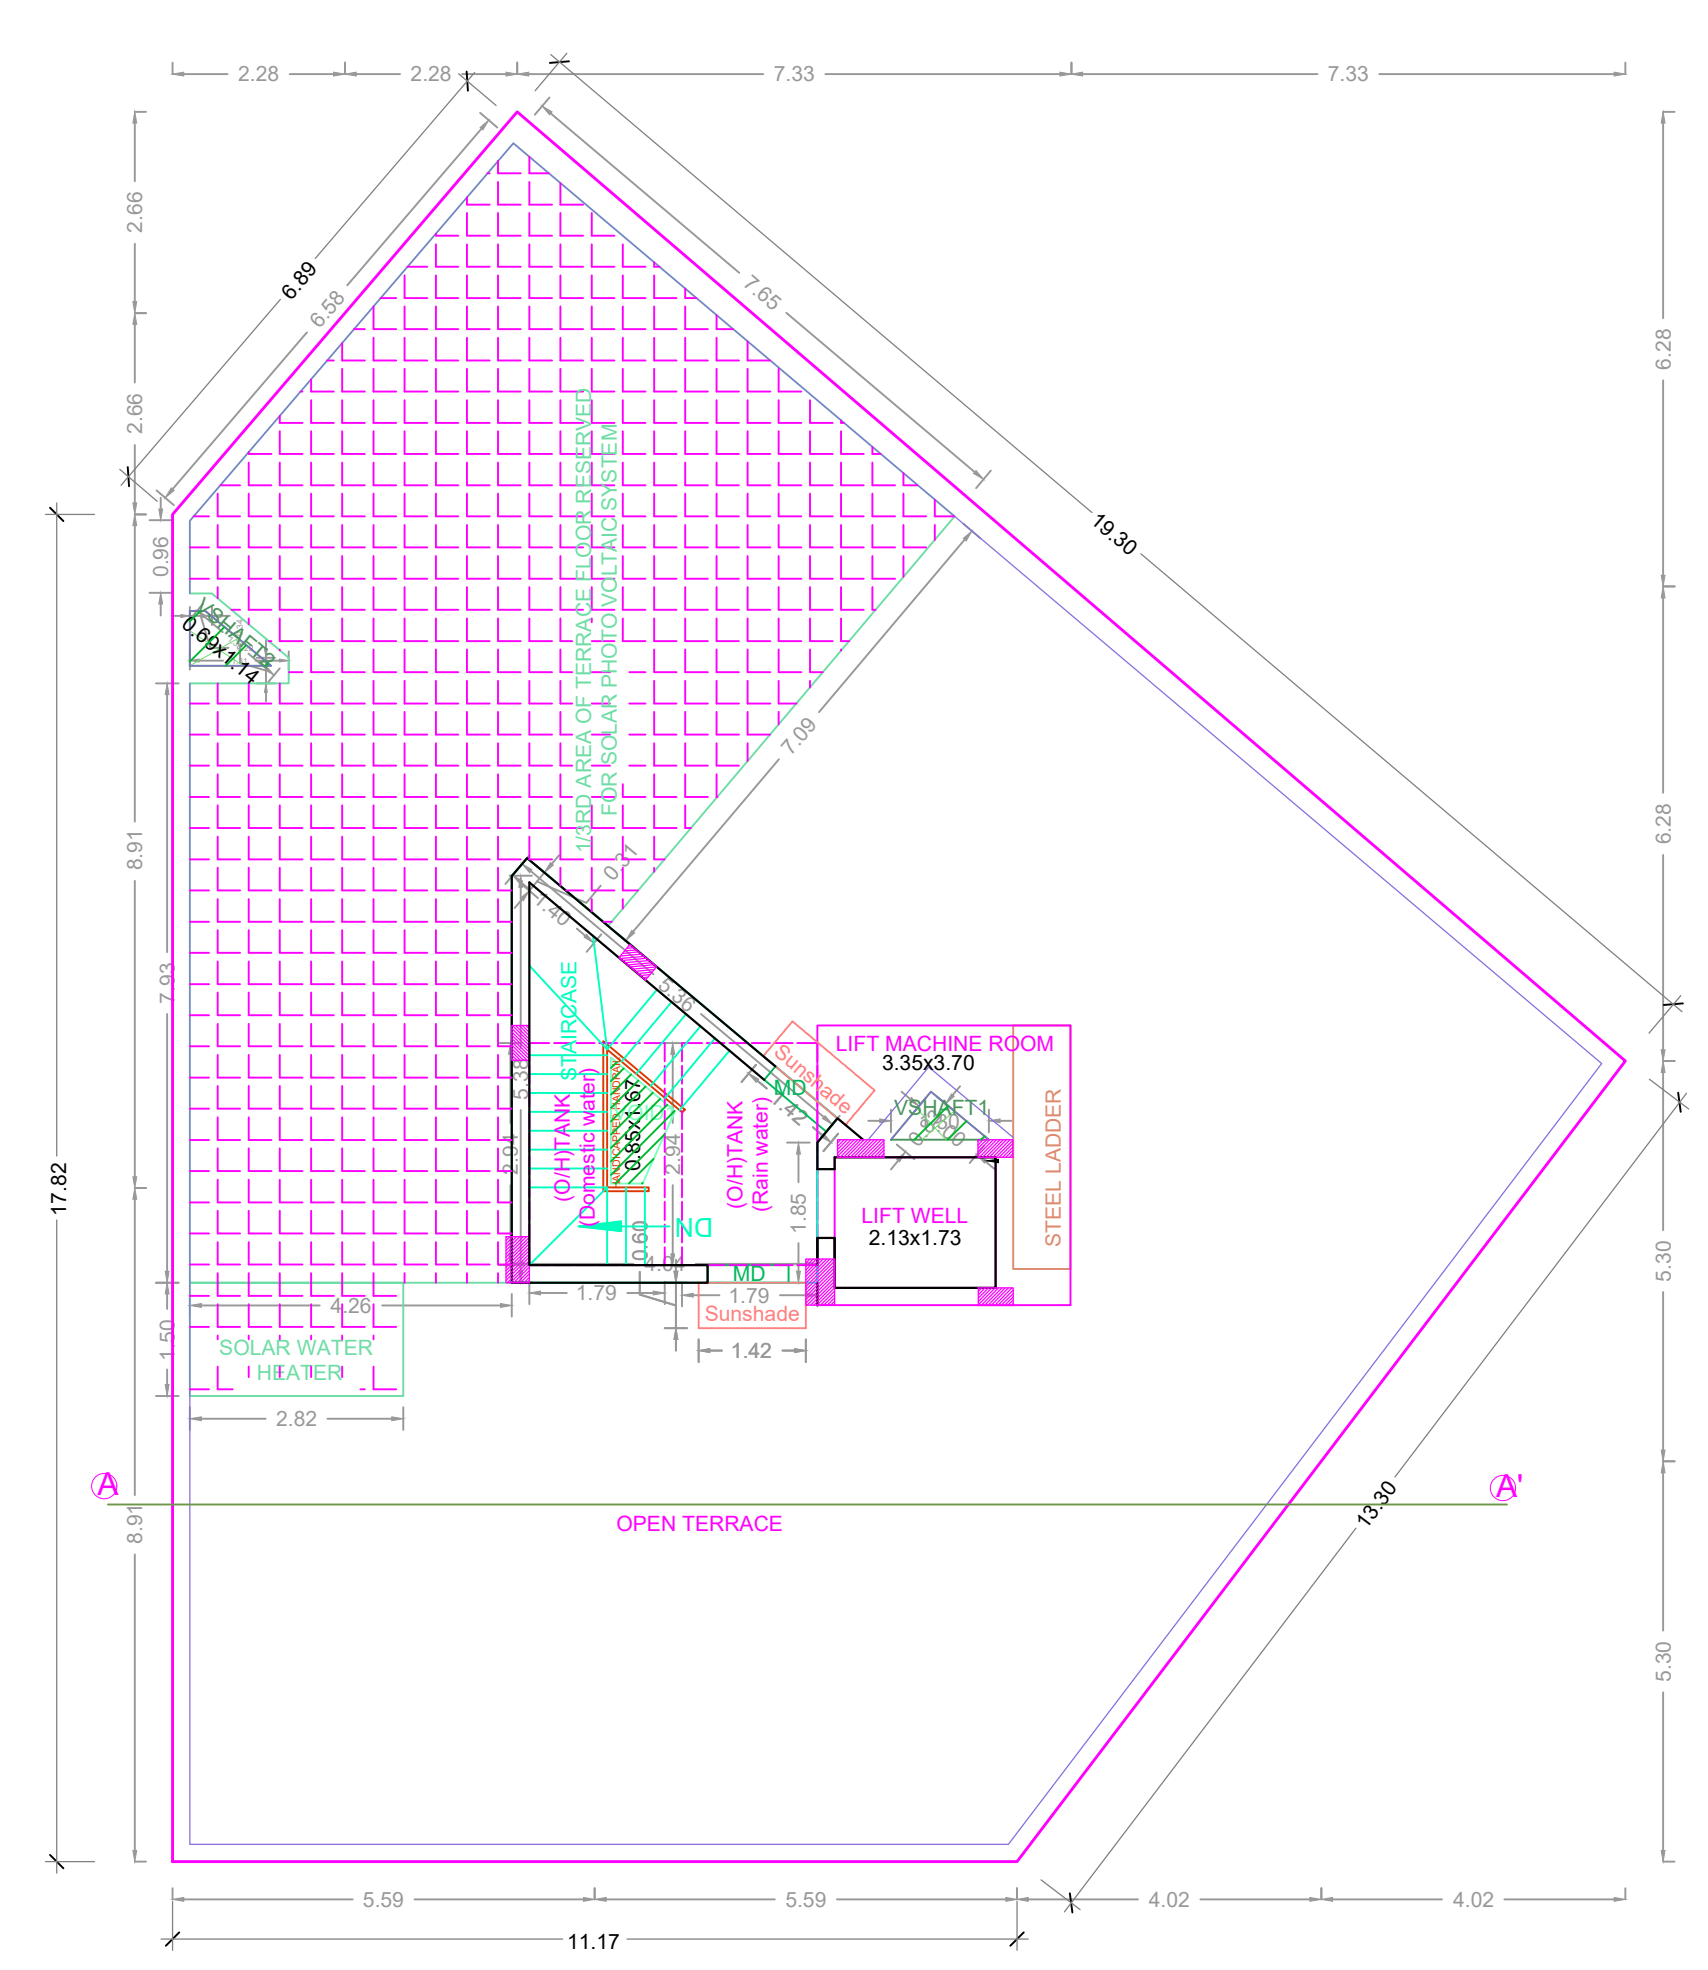 2.28
2.28
7.33
7.33
2.66
6.89
6.58
7.65
6.28
2.66
19.30
0.96
1/3RD AREA OF TERRACE FLOOR RESERVED
FOR SOLAR PHOTO VOLTAIC SYSTEM
VSHAFT2
0.69x1.14
7.09
6.28
8.91
0.31
1.40
7.93
5.36
STAIRCASE
Sunshade
LIFT MACHINE ROOM
3.35x3.70
MD
1.42
5.38
VSHAFT1
0.85x1.67
(O/H)TANK
(Domestic water)
2.94
2.94
(O/H)TANK
(Rain water)
STEEL LADDER
17.82
1.85
LIFT WELL
2.13x1.73
DN
0.60
5.30
MD
1.79
1.79
4.26
Sunshade
1.50
SOLAR WATER
HEATER
1.42
2.82
A
A'
13.30
8.91
OPEN TERRACE
5.30
5.59
5.59
4.02
4.02
11.17